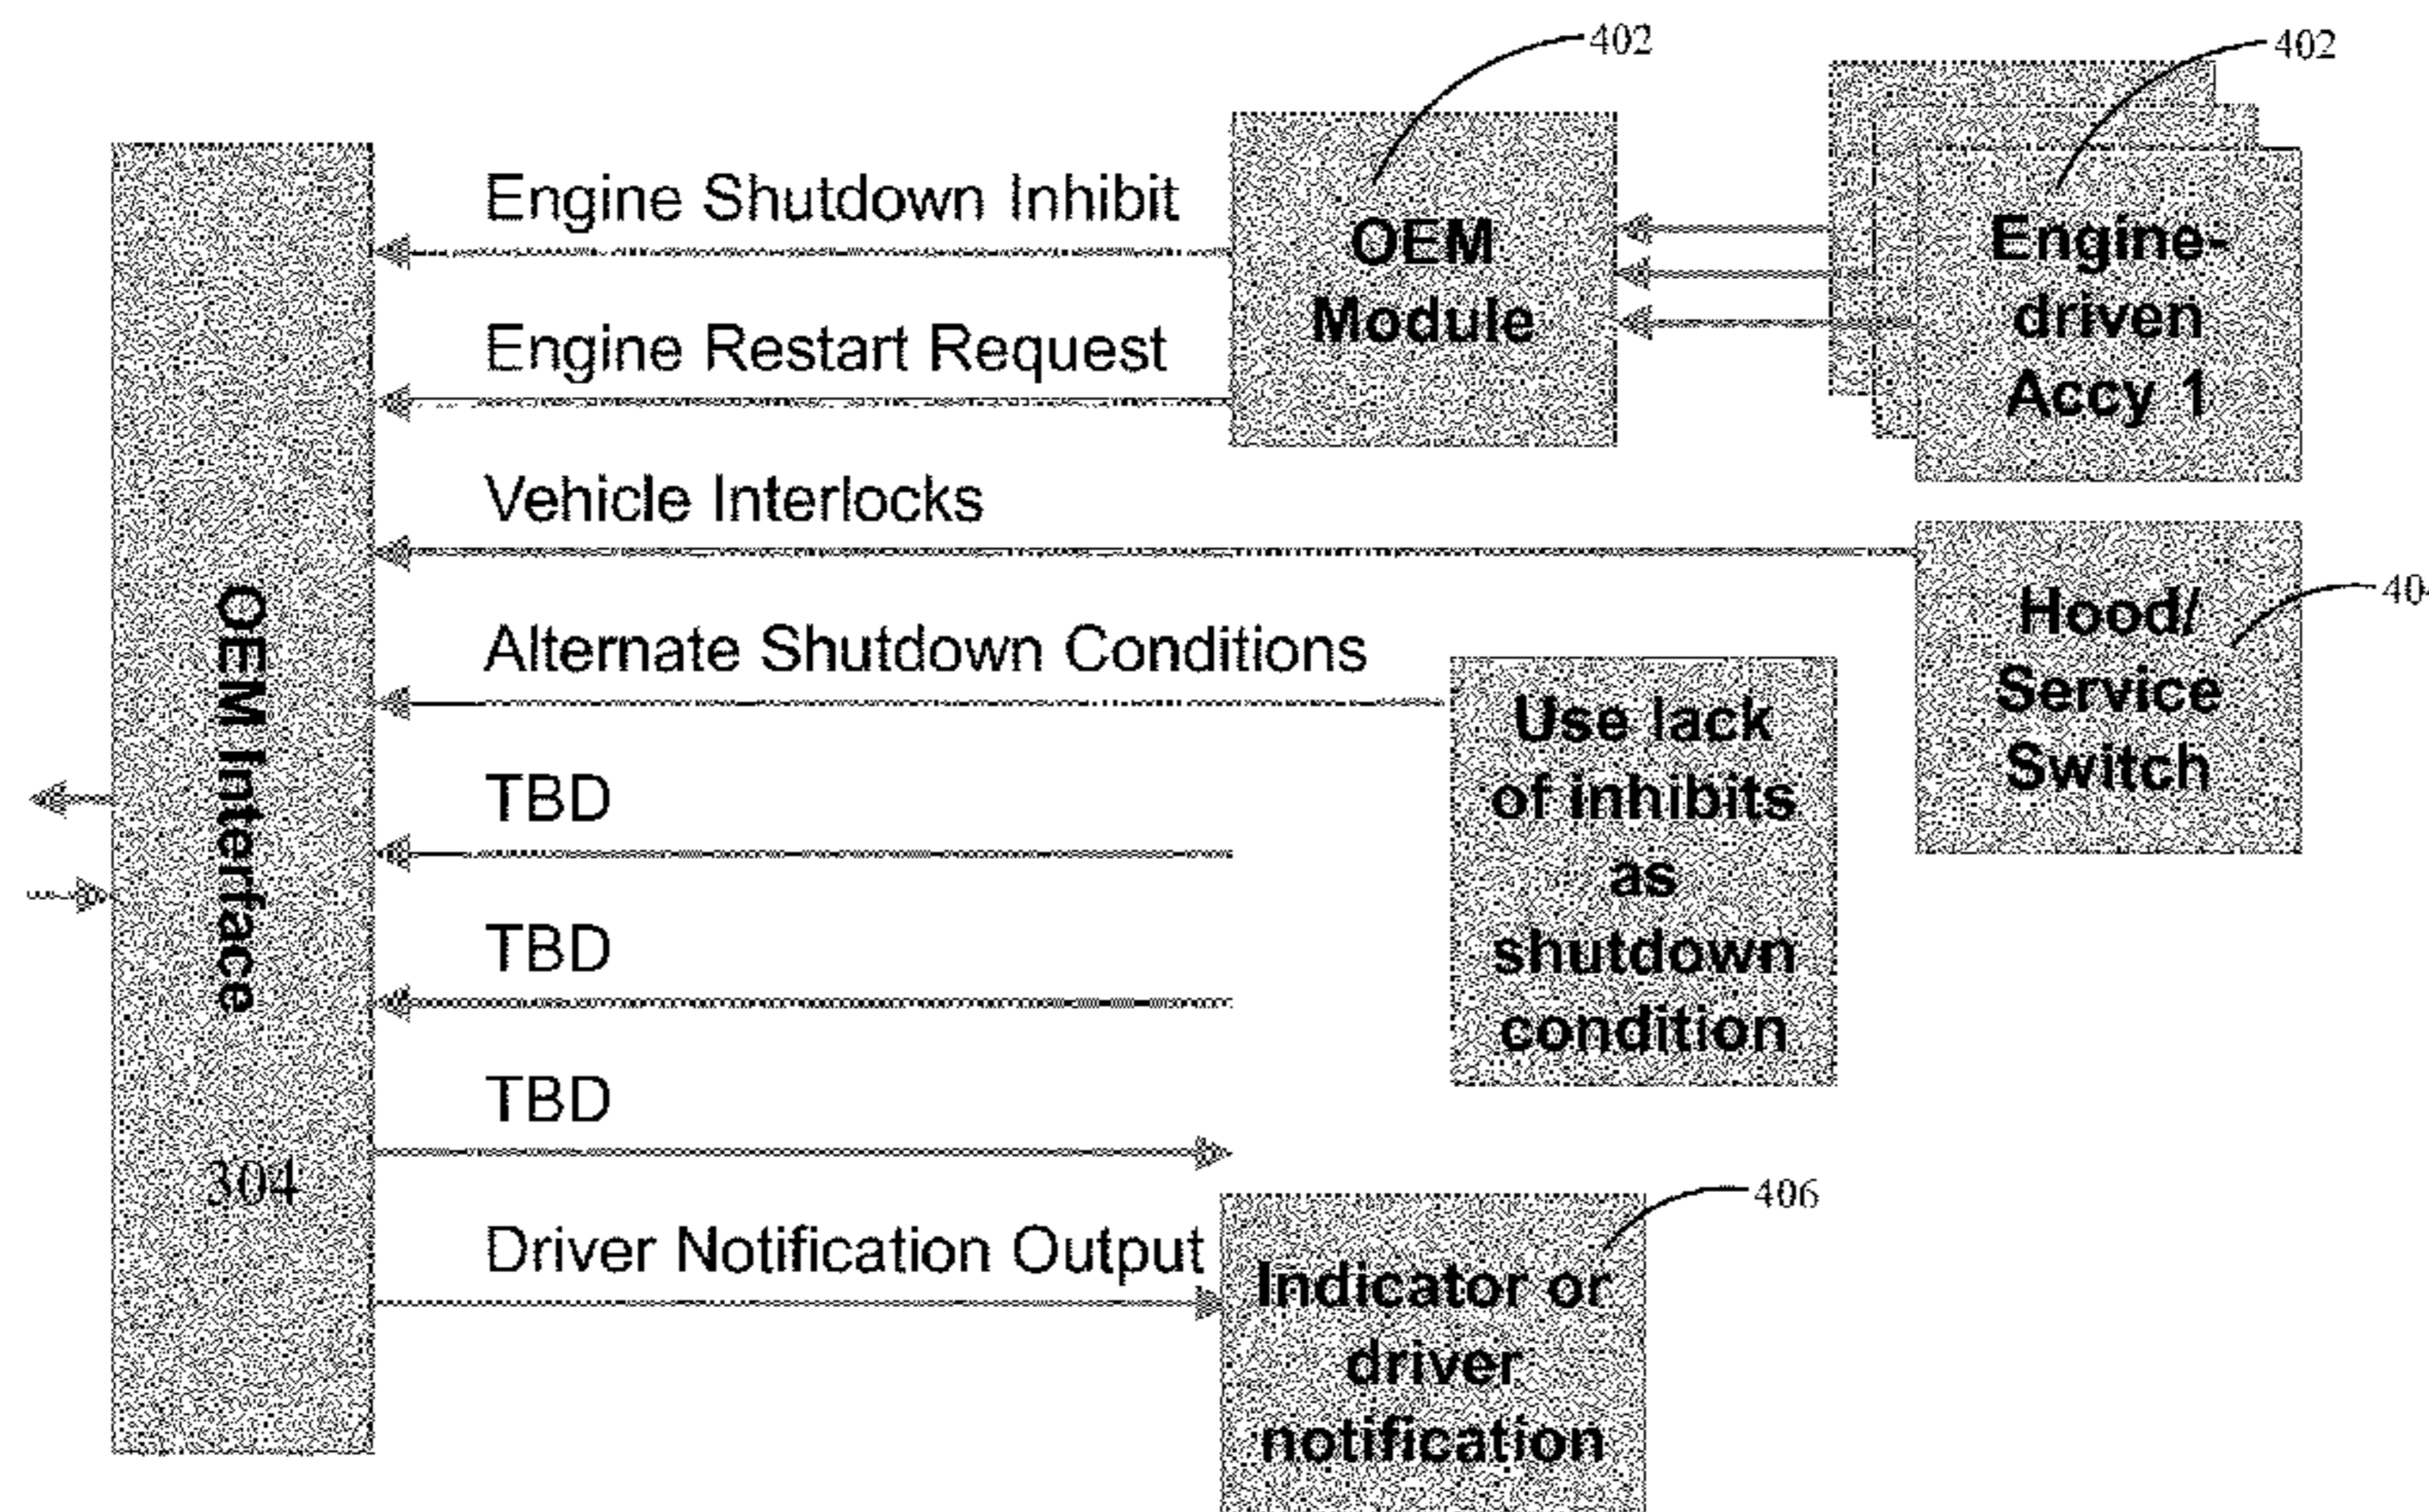 402
402
Engine Shutdown Inhibit
OEM
Module
Engine-
driven
Accy 1
Engine Restart Request
Vehicle Interlocks
Hood/
Service
Switch
Alternate Shutdown Conditions
Use lack
of inhibits
as
shutdown
condition
TBD
TBD
TBD
OEM Interface
304
Driver Notification Output
406
Indicator or
driver
notification